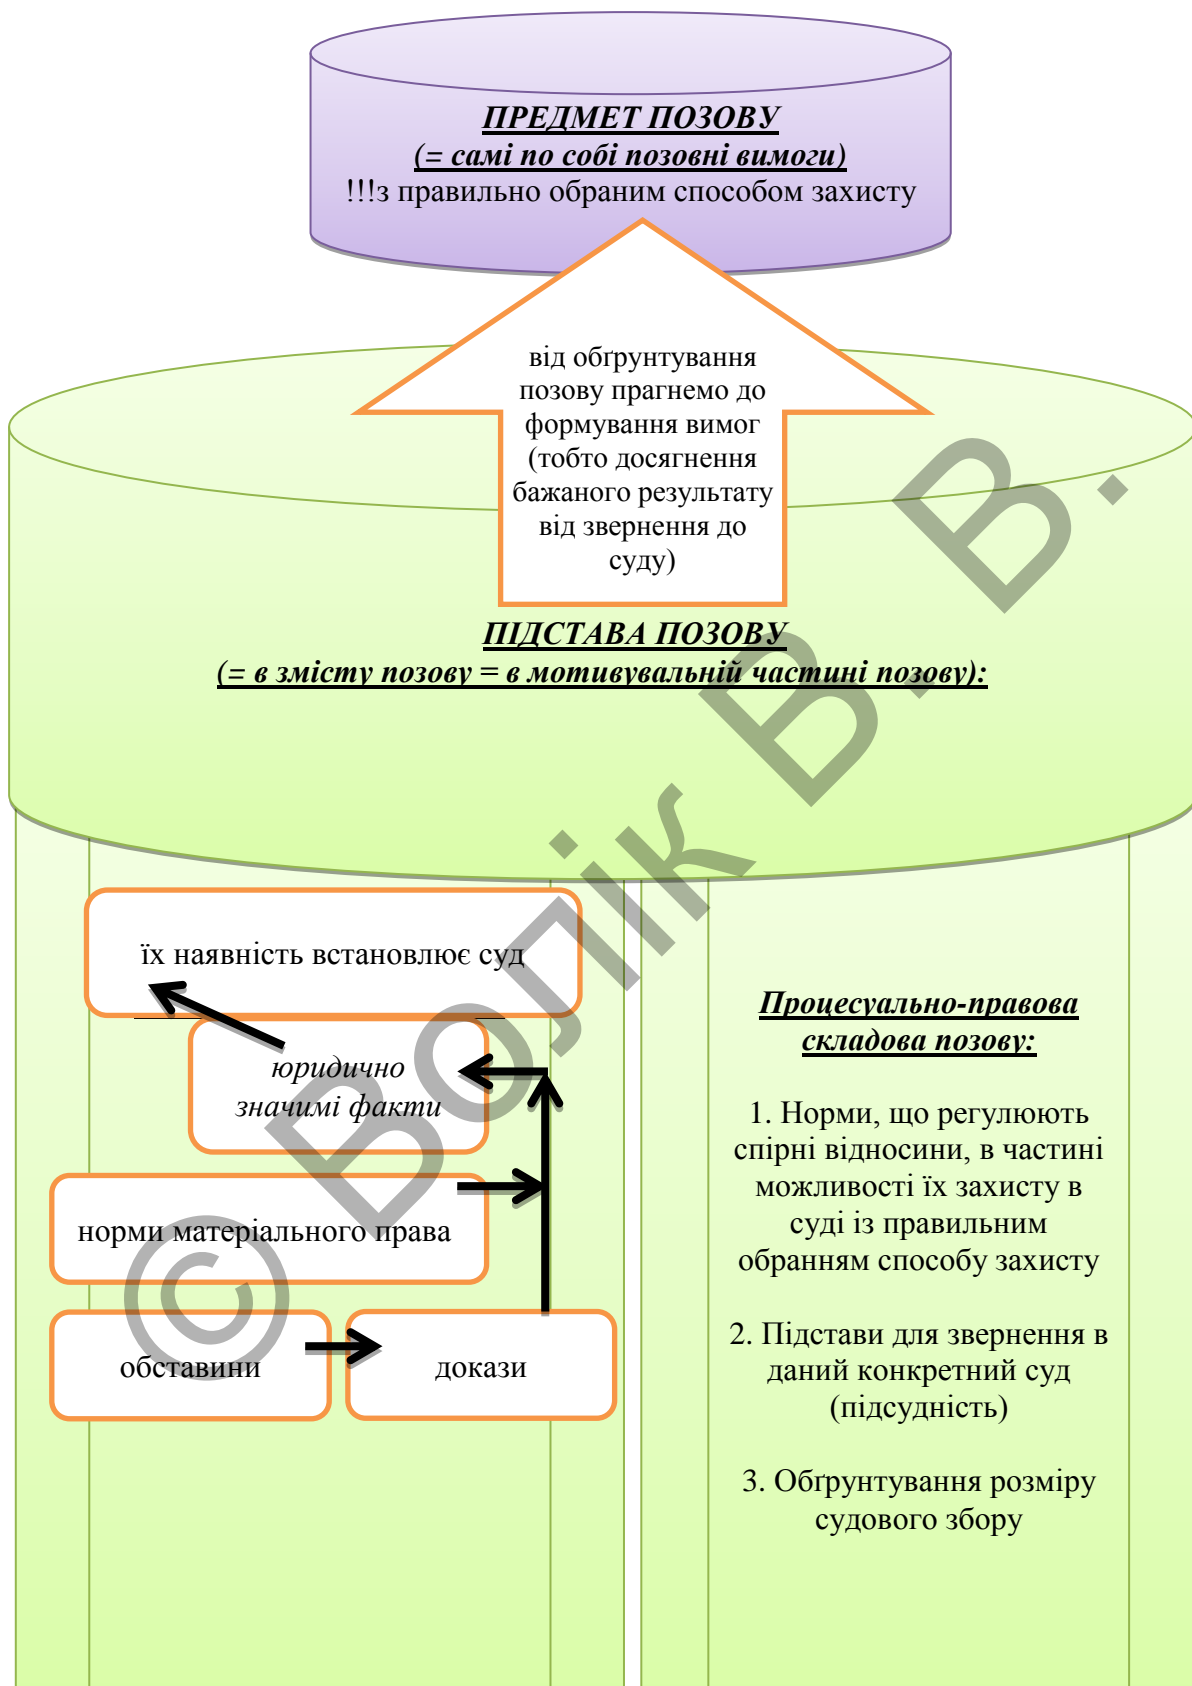 ПРЕДМЕТ ПОЗОВУ
(= самі по собі позовні вимоги)
!!!з правильно обраним способом захисту
від обґрунтування
позову прагнемо до
формування вимог
(тобто досягнення
бажаного результату
від звернення до
суду)
ПІДСТАВА ПОЗОВУ
(= в змісту позову = в мотивувальній частині позову):
їх наявність встановлює суд
юридично
значимі факти
норми матеріального права
обставини
докази
Процесуально-правова
складова позову:
1. Норми, що регулюють
спірні відносини, в частині
можливості їх захисту в
суді із правильним
обранням способу захисту
2. Підстави для звернення в
даний конкретний суд
(підсудність)
3. Обґрунтування розміру
судового збору
© Волік В. В.